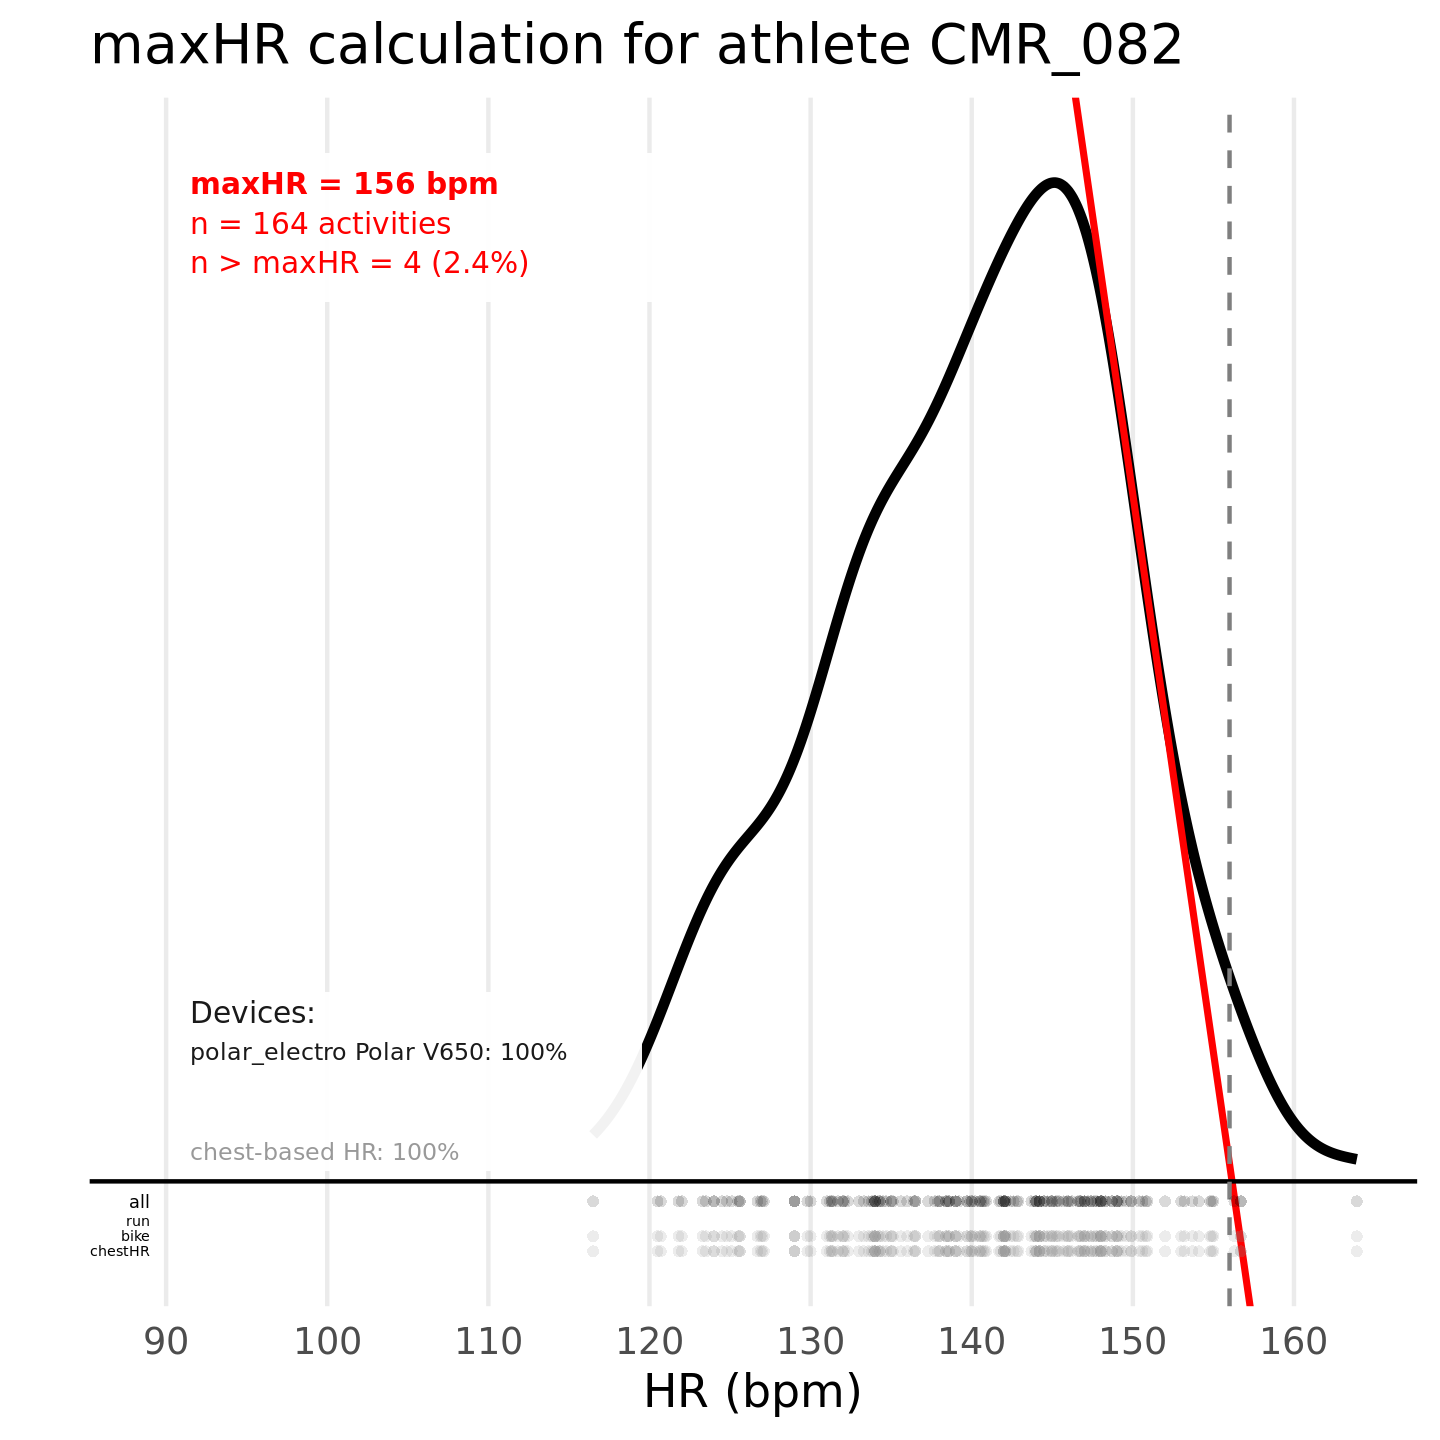 maxHR calculation for athlete CMR_082
maxHR = 156 bpm
n = 164 activities
n > maxHR = 4 (2.4%)
Devices:
polar_electro Polar V650: 100%
chest-based HR: 100%
all
run
bike
chestHR
90 100 110 120 130 140 150 160
HR (bpm)